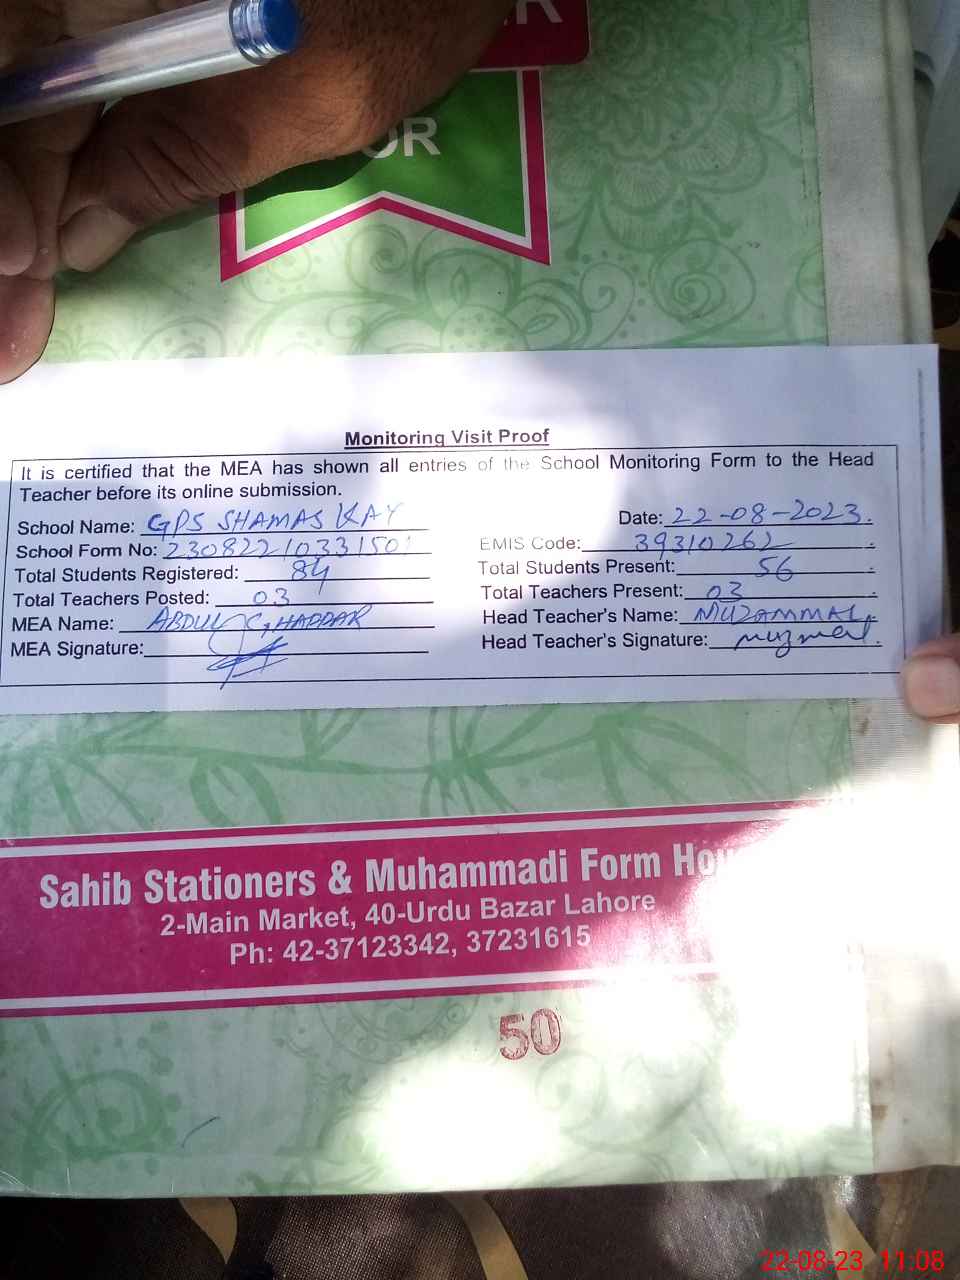 OR
Monitoring Visit Proof
It is certified that the MEA has shown all entries of the School Monitoring Form to the Head
Teacher before its online submission.
School Name: GPS SHAMAS KAY
Date: 22-08-2023.
School Form No: 2308221033150
EMIS Code: 39310262
Total Students Registered: 84
Total Students Present: 56
Total Teachers Posted: 03
Total Teachers Present: 03
MEA Name: ABDUL GHAFFAR
Head Teacher's Name: MUZAMMAL
MEA Signature:
Head Teacher's Signature: muzmal
Sahib Stationers & Muhammadi Form
2-Main Market, 40-Urdu Bazar Lahore
Ph: 42-37123342, 37231615
50
22-08-23 11:08